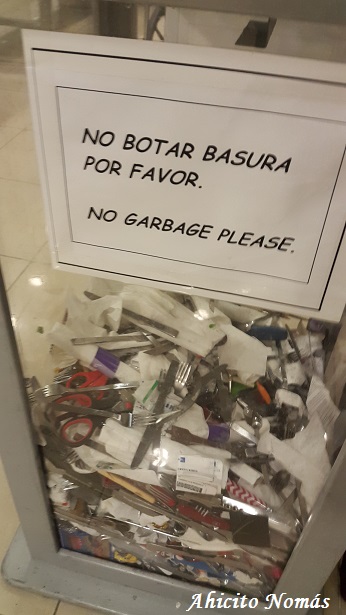 NO BOTAR BASURA
POR FAVOR.
NO GARBAGE PLEASE.
Ahicito Nomás